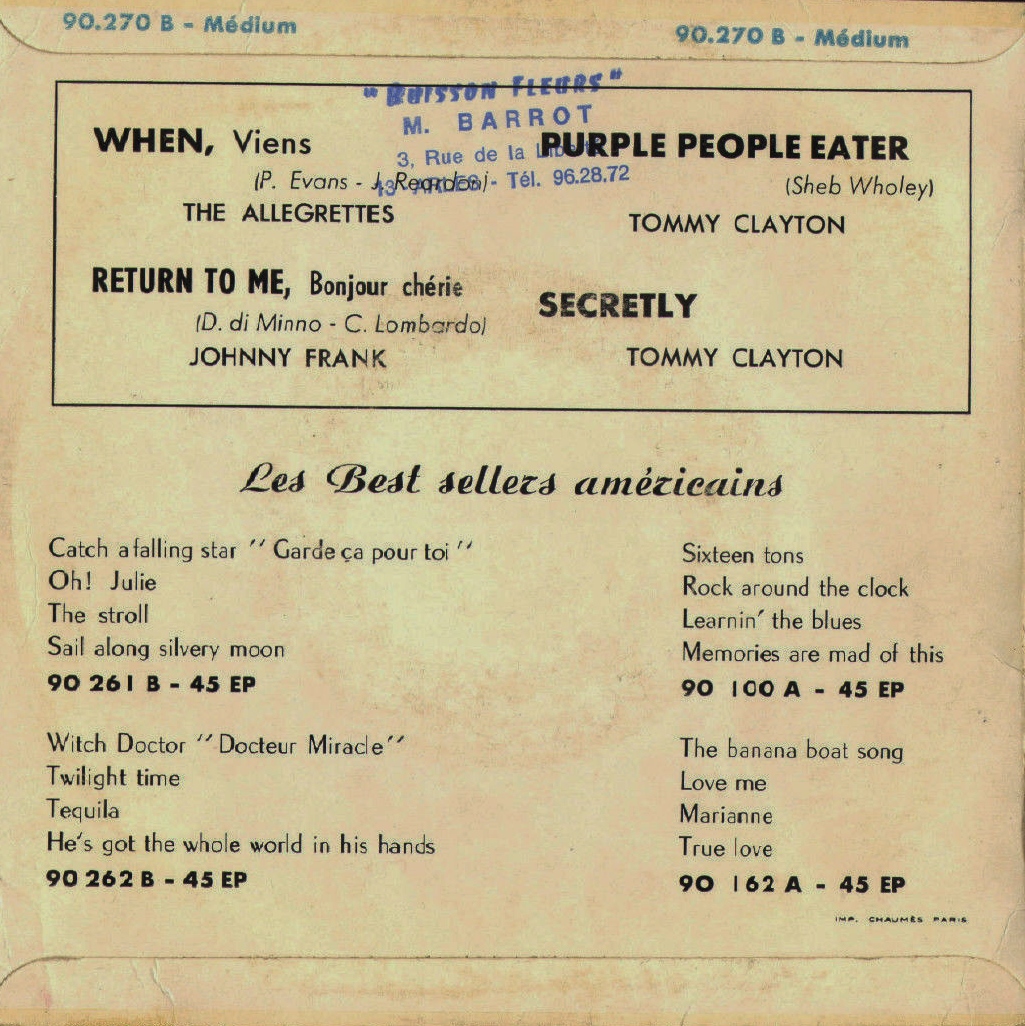 90.270 B - Médium
90.270 B - Médium
"BUISSON FLEURS"
M. BARROT
3, Rue de la
13 - ARLES - Tél. 96.28.72
WHEN, Viens
(P. Evans - J. Reardon)
THE ALLEGRETTES
RETURN TO ME, Bonjour chérie
(D. di Minno - C. Lombardo)
JOHNNY FRANK
PURPLE PEOPLE EATER
(Sheb Wholey)
TOMMY CLAYTON
SECRETLY
TOMMY CLAYTON
Les Best sellers américains
Catch a falling star "Garde ça pour toi"
Oh! Julie
The stroll
Sail along silvery moon
90 261 B - 45 EP
Witch Doctor "Docteur Miracle"
Twilight time
Tequila
He's got the whole world in his hands
90 262 B - 45 EP
Sixteen tons
Rock around the clock
Learnin' the blues
Memories are mad of this
90 100 A - 45 EP
The banana boat song
Love me
Marianne
True love
90 162 A - 45 EP
IMP. CHAUMÈS PARIS